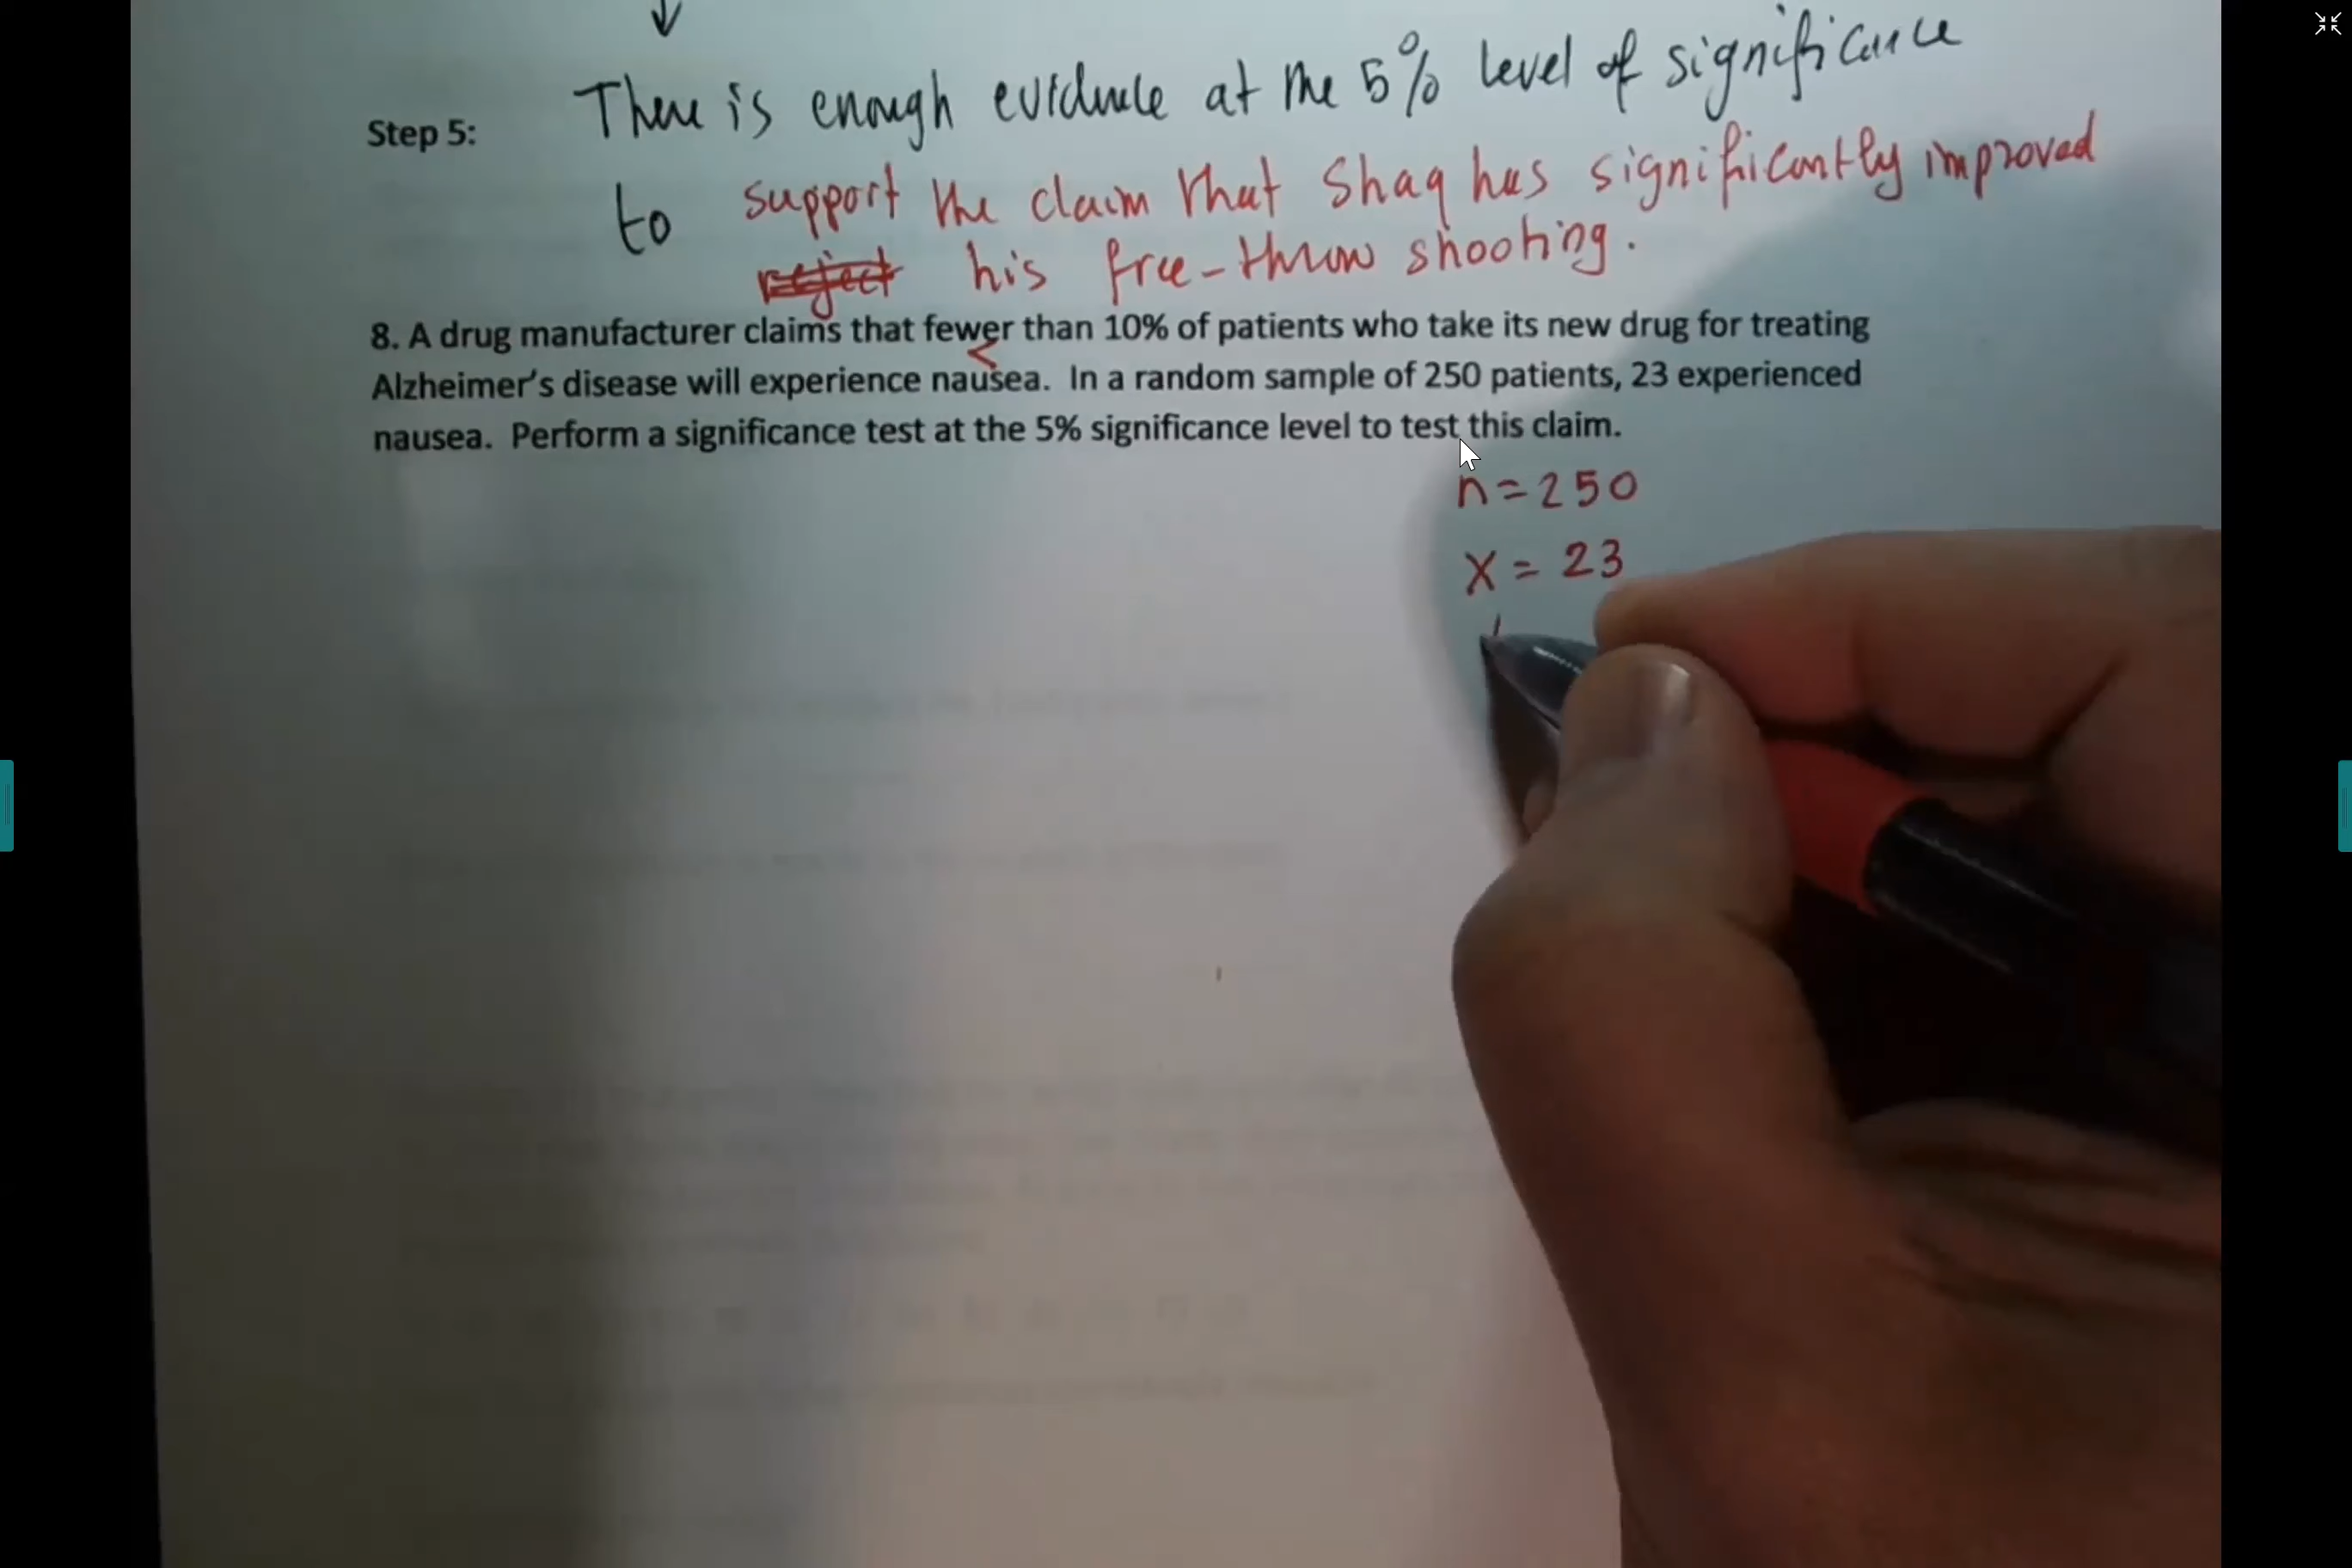 There is enough evidence at the 5% level of significance
Step 5:
to support the claim that Shaq has significantly improved
reject his free-throw shooting.
8. A drug manufacturer claims that fewer than 10% of patients who take its new drug for treating
<
Alzheimer's disease will experience nausea. In a random sample of 250 patients, 23 experienced
nausea. Perform a significance test at the 5% significance level to test this claim.
n = 250
x = 23